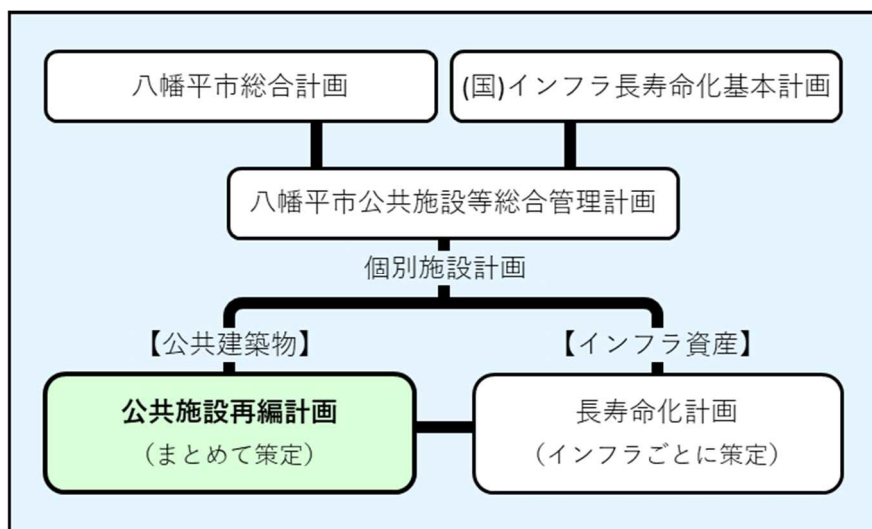 八幡平市総合計画
(国)インフラ長寿命化基本計画
八幡平市公共施設等総合管理計画
個別施設計画
【公共建築物】
【インフラ資産】
公共施設再編計画
（まとめて策定）
長寿命化計画
（インフラごとに策定）